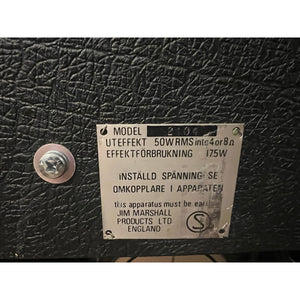 MODEL 2104
UTEFFEKT 50W RMS into 4 or 8Ω
EFFEKTFÖRBRUKNING 175W
INSTÄLLD SPÄNNING: SE
OMKOPPLARE I APPARATEN
this apparatus must be
JIM MARSHALL
PRODUCTS LTD
ENGLAND
S